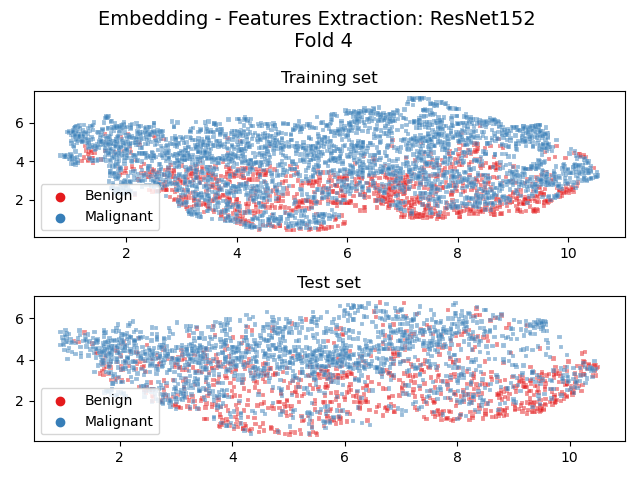 Embedding - Features Extraction: ResNet152
Fold 4
Training set
6
4
2
Benign
Malignant
2 4 6 8 10
Test set
6
4
2
Benign
Malignant
2 4 6 8 10